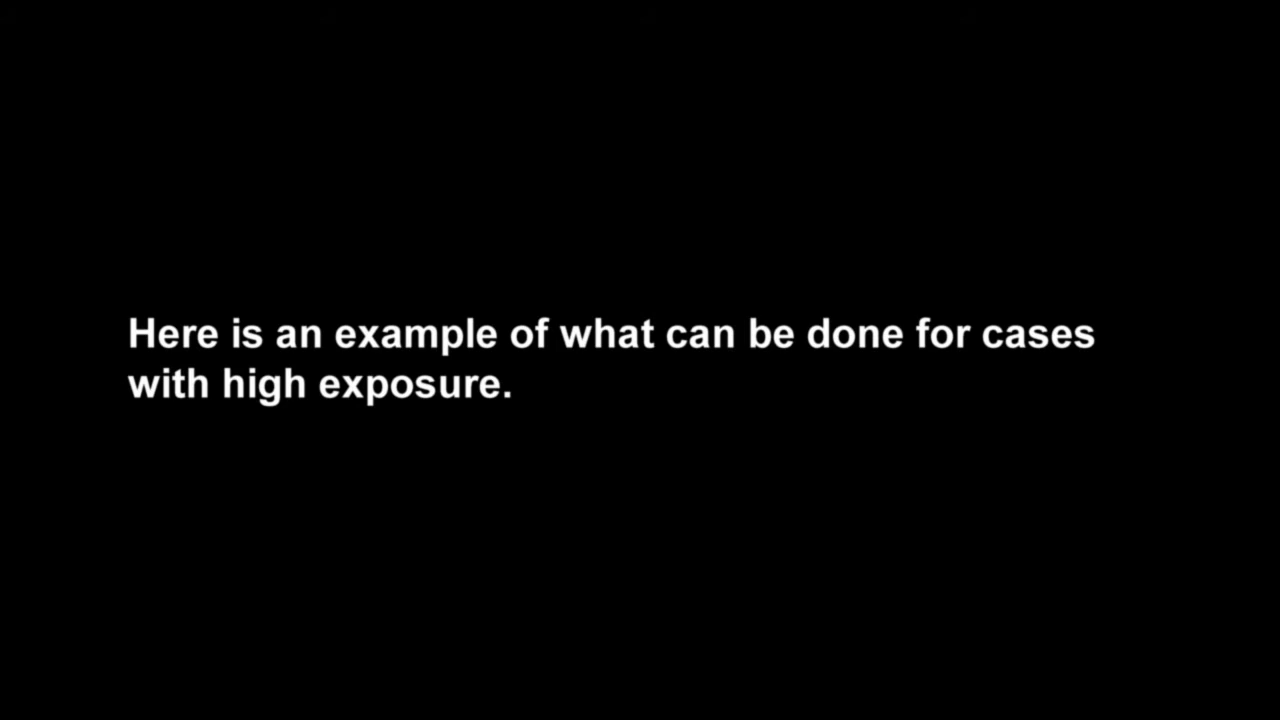 Here is an example of what can be done for cases
with high exposure.